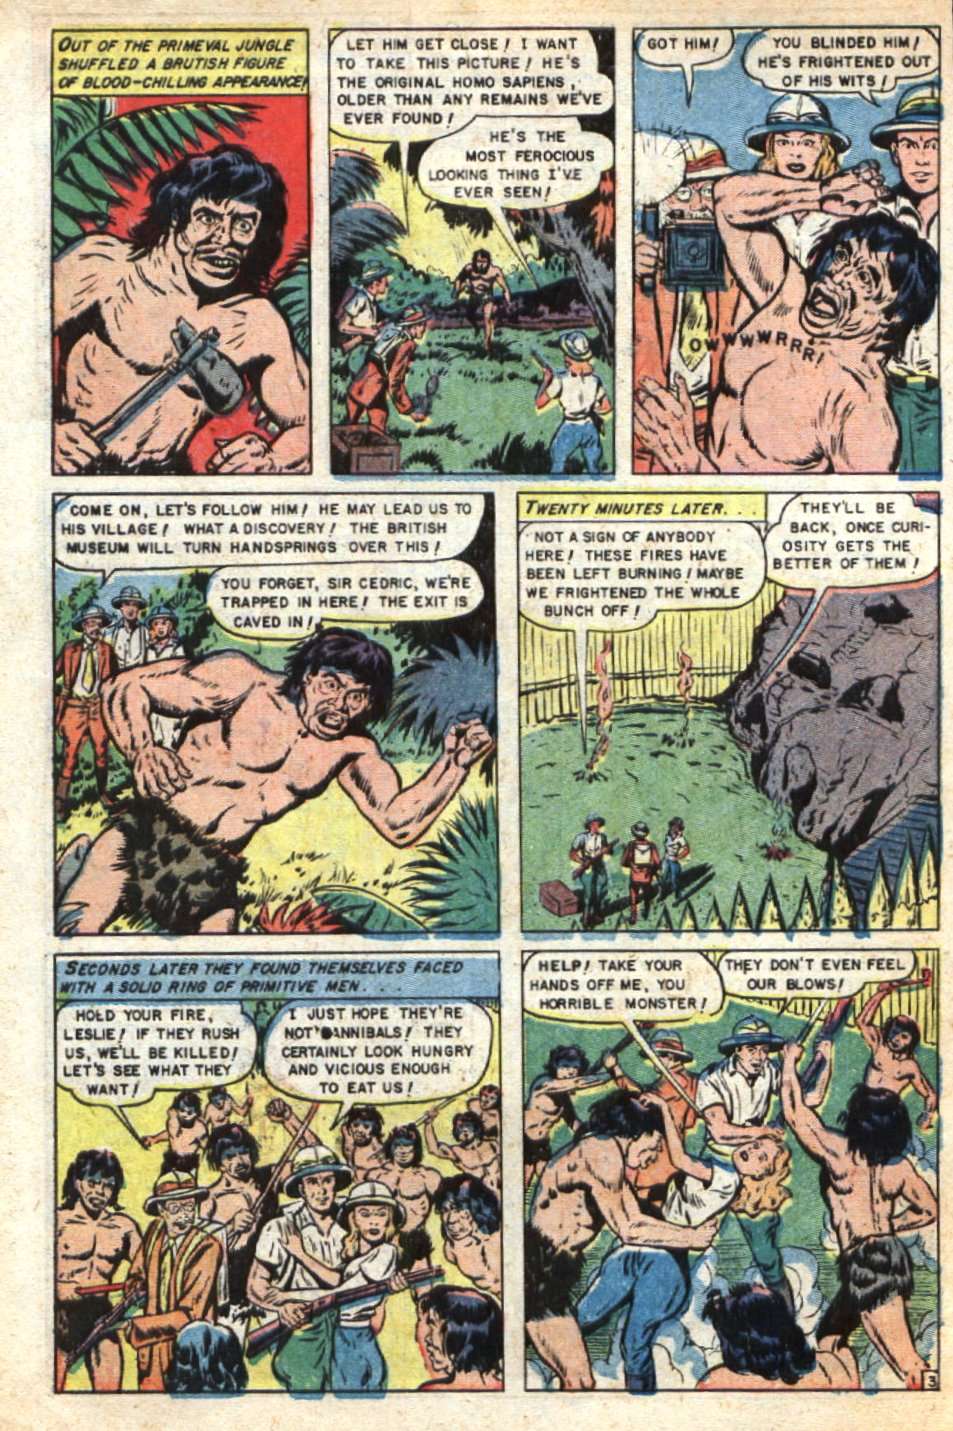 OUT OF THE PRIMEVAL JUNGLE
SHUFFLED A BRUTISH FIGURE
OF BLOOD-CHILLING APPEARANCE!
LET HIM GET CLOSE! I WANT
TO TAKE THIS PICTURE! HE'S
THE ORIGINAL HOMO SAPIENS,
OLDER THAN ANY REMAINS WE'VE
EVER FOUND!
HE'S THE
MOST FEROCIOUS
LOOKING THING I'VE
EVER SEEN!
GOT HIM!
YOU BLINDED HIM!
HE'S FRIGHTENED OUT
OF HIS WITS!
OWWWWRRR!
COME ON, LET'S FOLLOW HIM! HE MAY LEAD US TO
HIS VILLAGE! WHAT A DISCOVERY! THE BRITISH
MUSEUM WILL TURN HANDSPRINGS OVER THIS!
YOU FORGET, SIR CEDRIC, WE'RE
TRAPPED IN HERE! THE EXIT IS
CAVED IN!
TWENTY MINUTES LATER. . .
NOT A SIGN OF ANYBODY
HERE! THESE FIRES HAVE
BEEN LEFT BURNING! MAYBE
WE FRIGHTENED THE WHOLE
BUNCH OFF!
THEY'LL BE
BACK, ONCE CURI-
OSITY GETS THE
BETTER OF THEM!
SECONDS LATER THEY FOUND THEMSELVES FACED
WITH A SOLID RING OF PRIMITIVE MEN. . .
HOLD YOUR FIRE,
LESLIE! IF THEY RUSH
US, WE'LL BE KILLED!
LET'S SEE WHAT THEY
WANT!
I JUST HOPE THEY'RE
NOT CANNIBALS! THEY
CERTAINLY LOOK HUNGRY
AND VICIOUS ENOUGH
TO EAT US!
HELP! TAKE YOUR
HANDS OFF ME, YOU
HORRIBLE MONSTER!
THEY DON'T EVEN FEEL
OUR BLOWS!
3